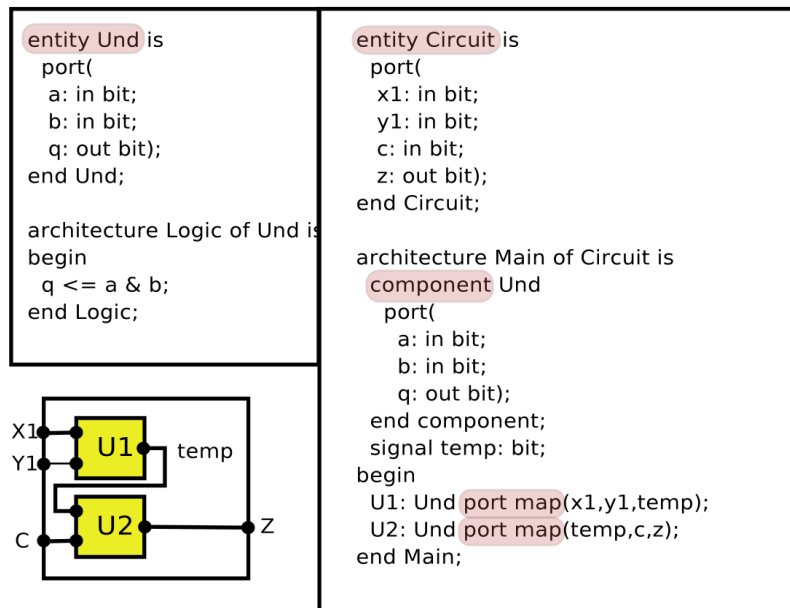 entity Und is
port(
a: in bit;
b: in bit;
q: out bit);
end Und;
architecture Logic of Und is
begin
q <= a & b;
end Logic;
X1
Y1
C
U1
temp
U2
Z
entity Circuit is
port(
x1: in bit;
y1: in bit;
c: in bit;
z: out bit);
end Circuit;
architecture Main of Circuit is
component Und
port(
a: in bit;
b: in bit;
q: out bit);
end component;
signal temp: bit;
begin
U1: Und port map(x1,y1,temp);
U2: Und port map(temp,c,z);
end Main;